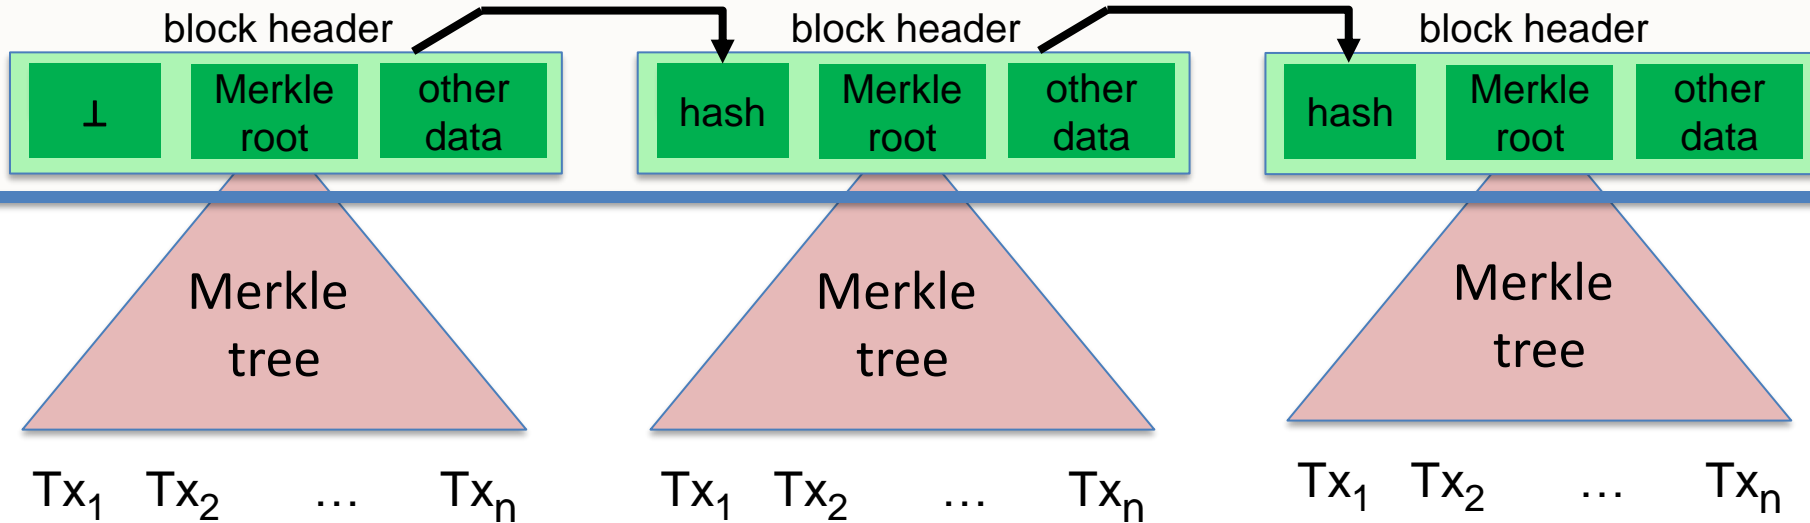 block header
block header
block header
⊥
Merkle
root
other
data
hash
Merkle
root
other
data
hash
Merkle
root
other
data
Merkle
tree
Merkle
tree
Merkle
tree
Tx₁ Tx₂ … Txₙ
Tx₁ Tx₂ … Txₙ
Tx₁ Tx₂ … Txₙ